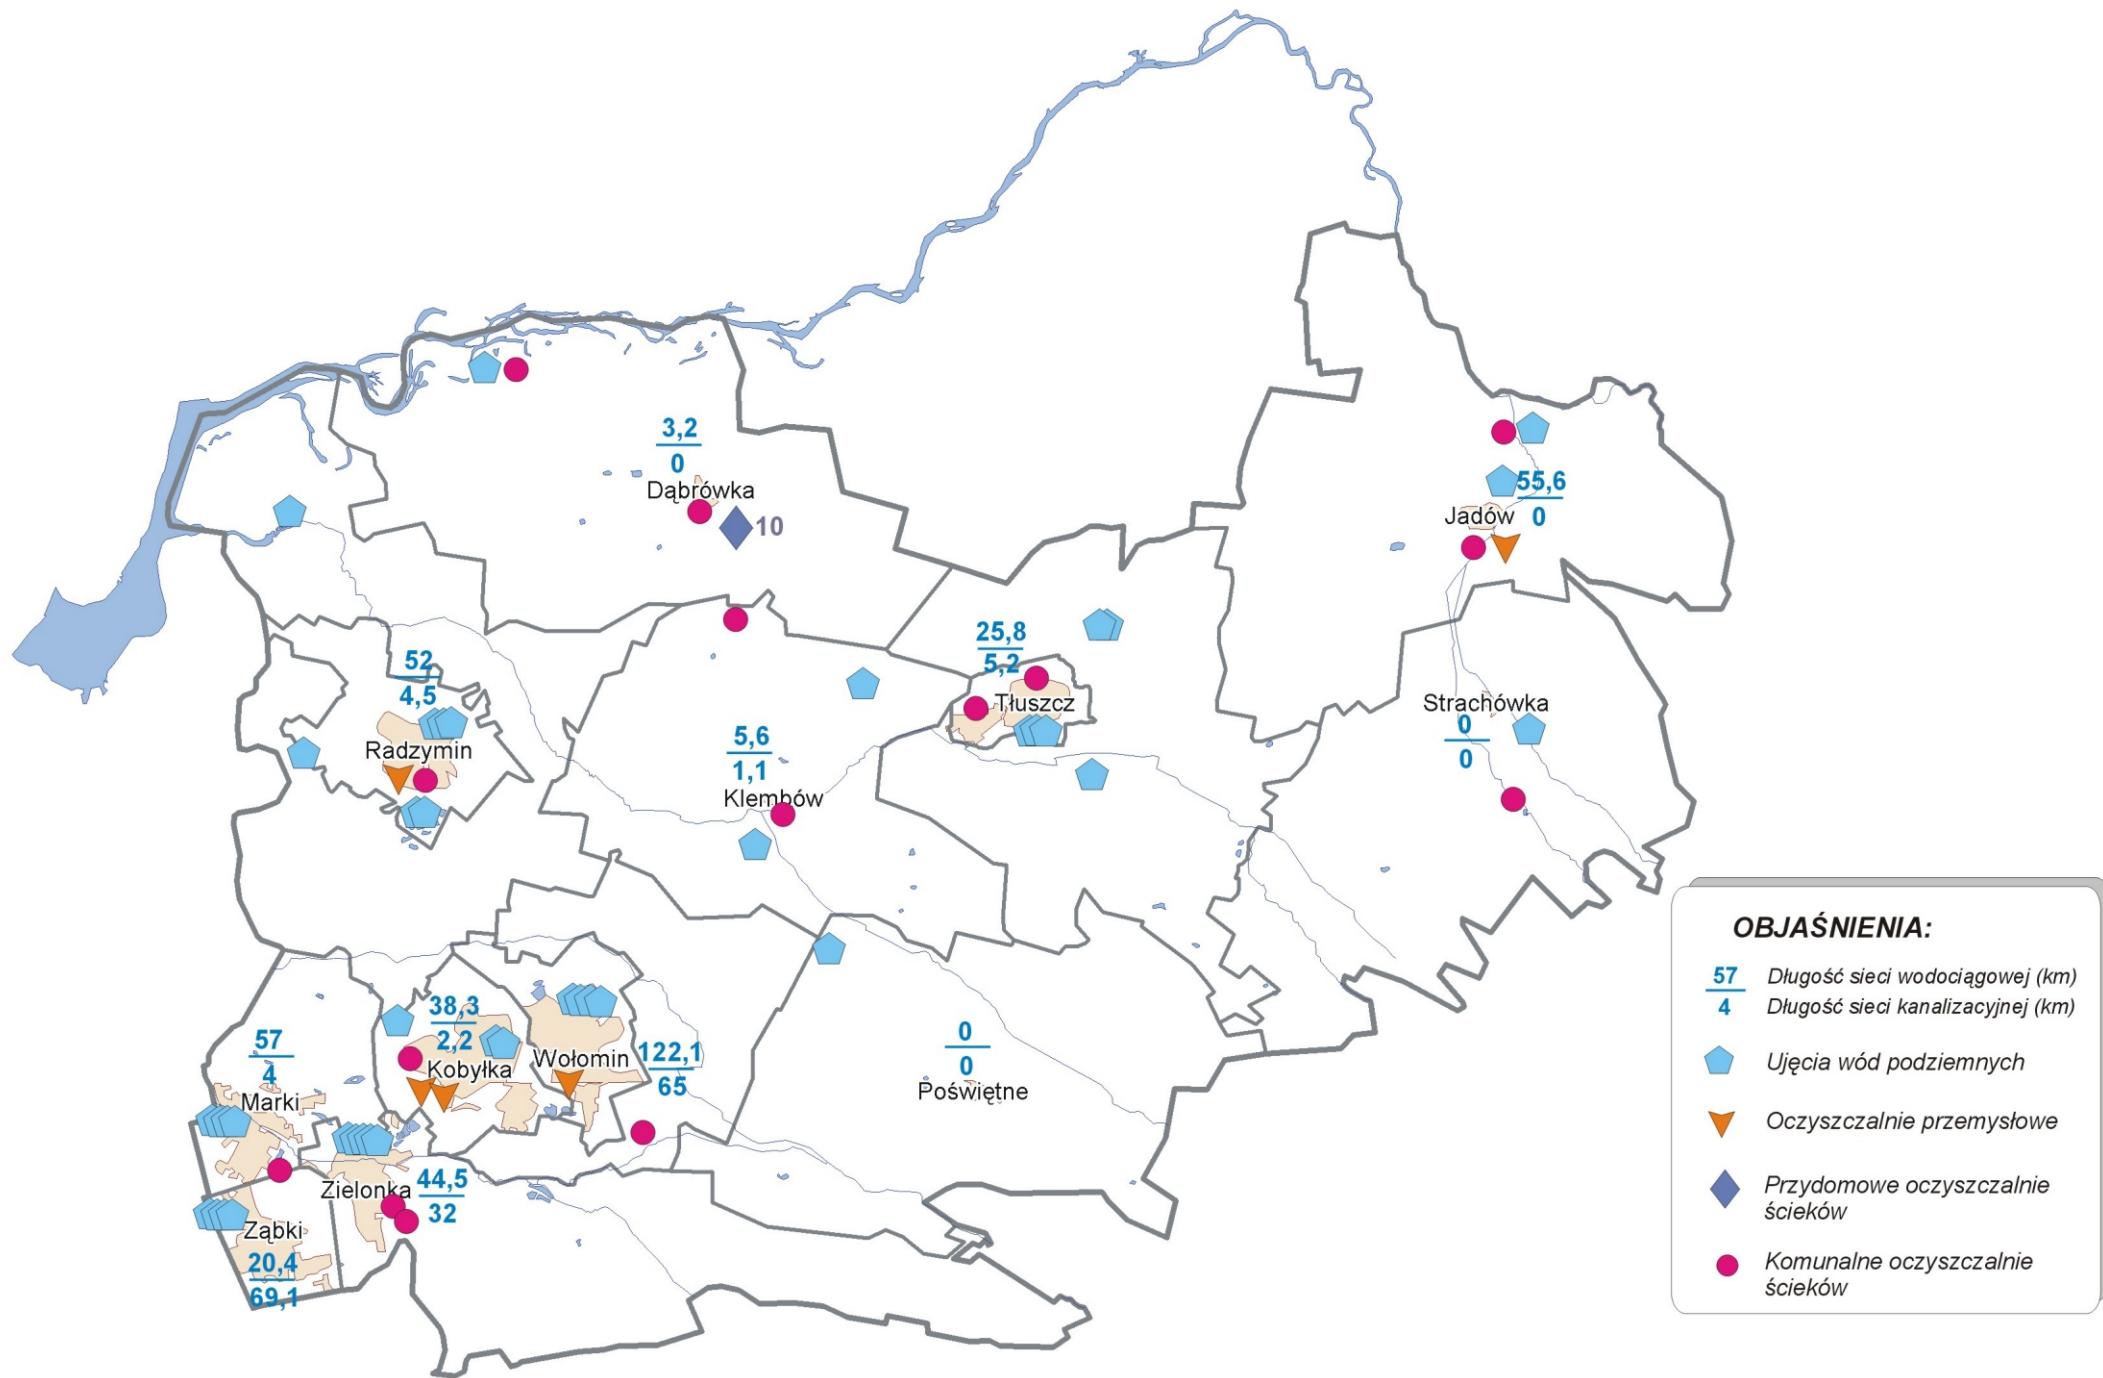 3,2
0
Dąbrówka
10
55,6
0
Jadów
25,8
5,2
Tłuszcz
52
4,5
Radzymin
Strachówka
0
0
5,6
1,1
Klembów
38,3
2,2
Kobyłka
Wołomin
122,1
65
57
4
Marki
0
0
Poświętne
Zielonka
44,5
32
Ząbki
20,4
69,1
OBJAŚNIENIA:
57 Długość sieci wodociągowej (km)
4 Długość sieci kanalizacyjnej (km)
Ujęcia wód podziemnych
Oczyszczalnie przemysłowe
Przydomowe oczyszczalnie
ścieków
Komunalne oczyszczalnie
ścieków